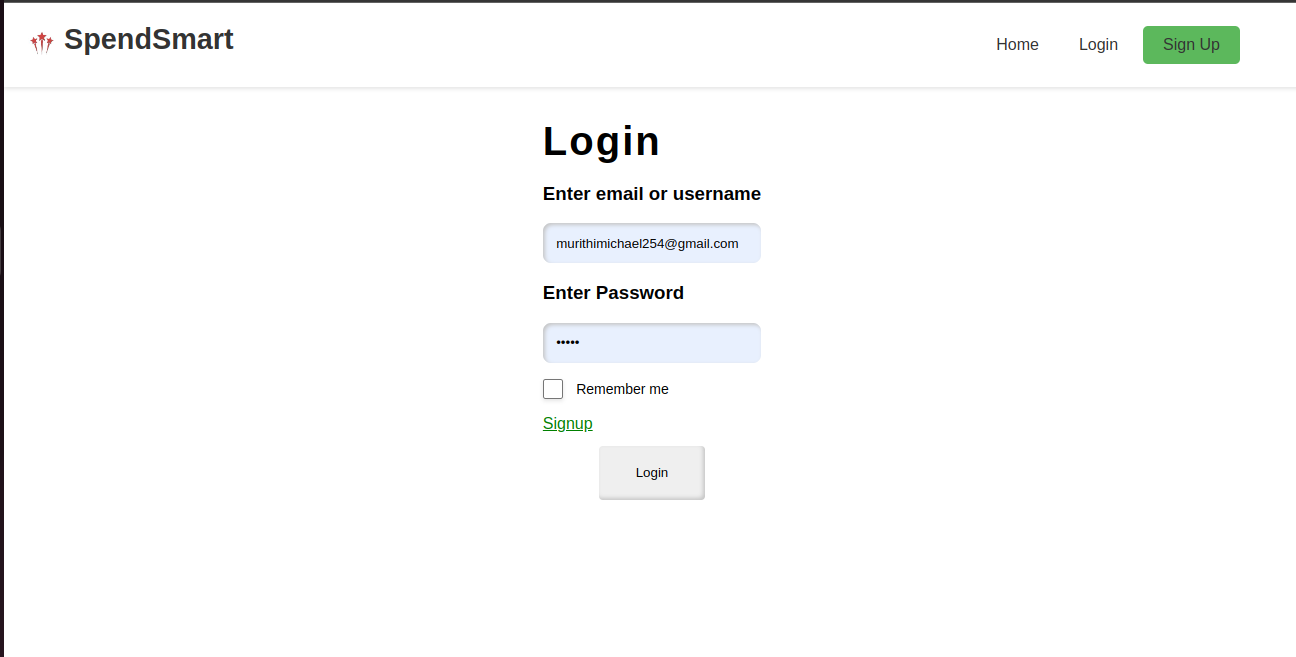 SpendSmart
Home Login Sign Up
Login
Enter email or username
murithimichael254@gmail.com
Enter Password
•••••
Remember me
Signup
Login